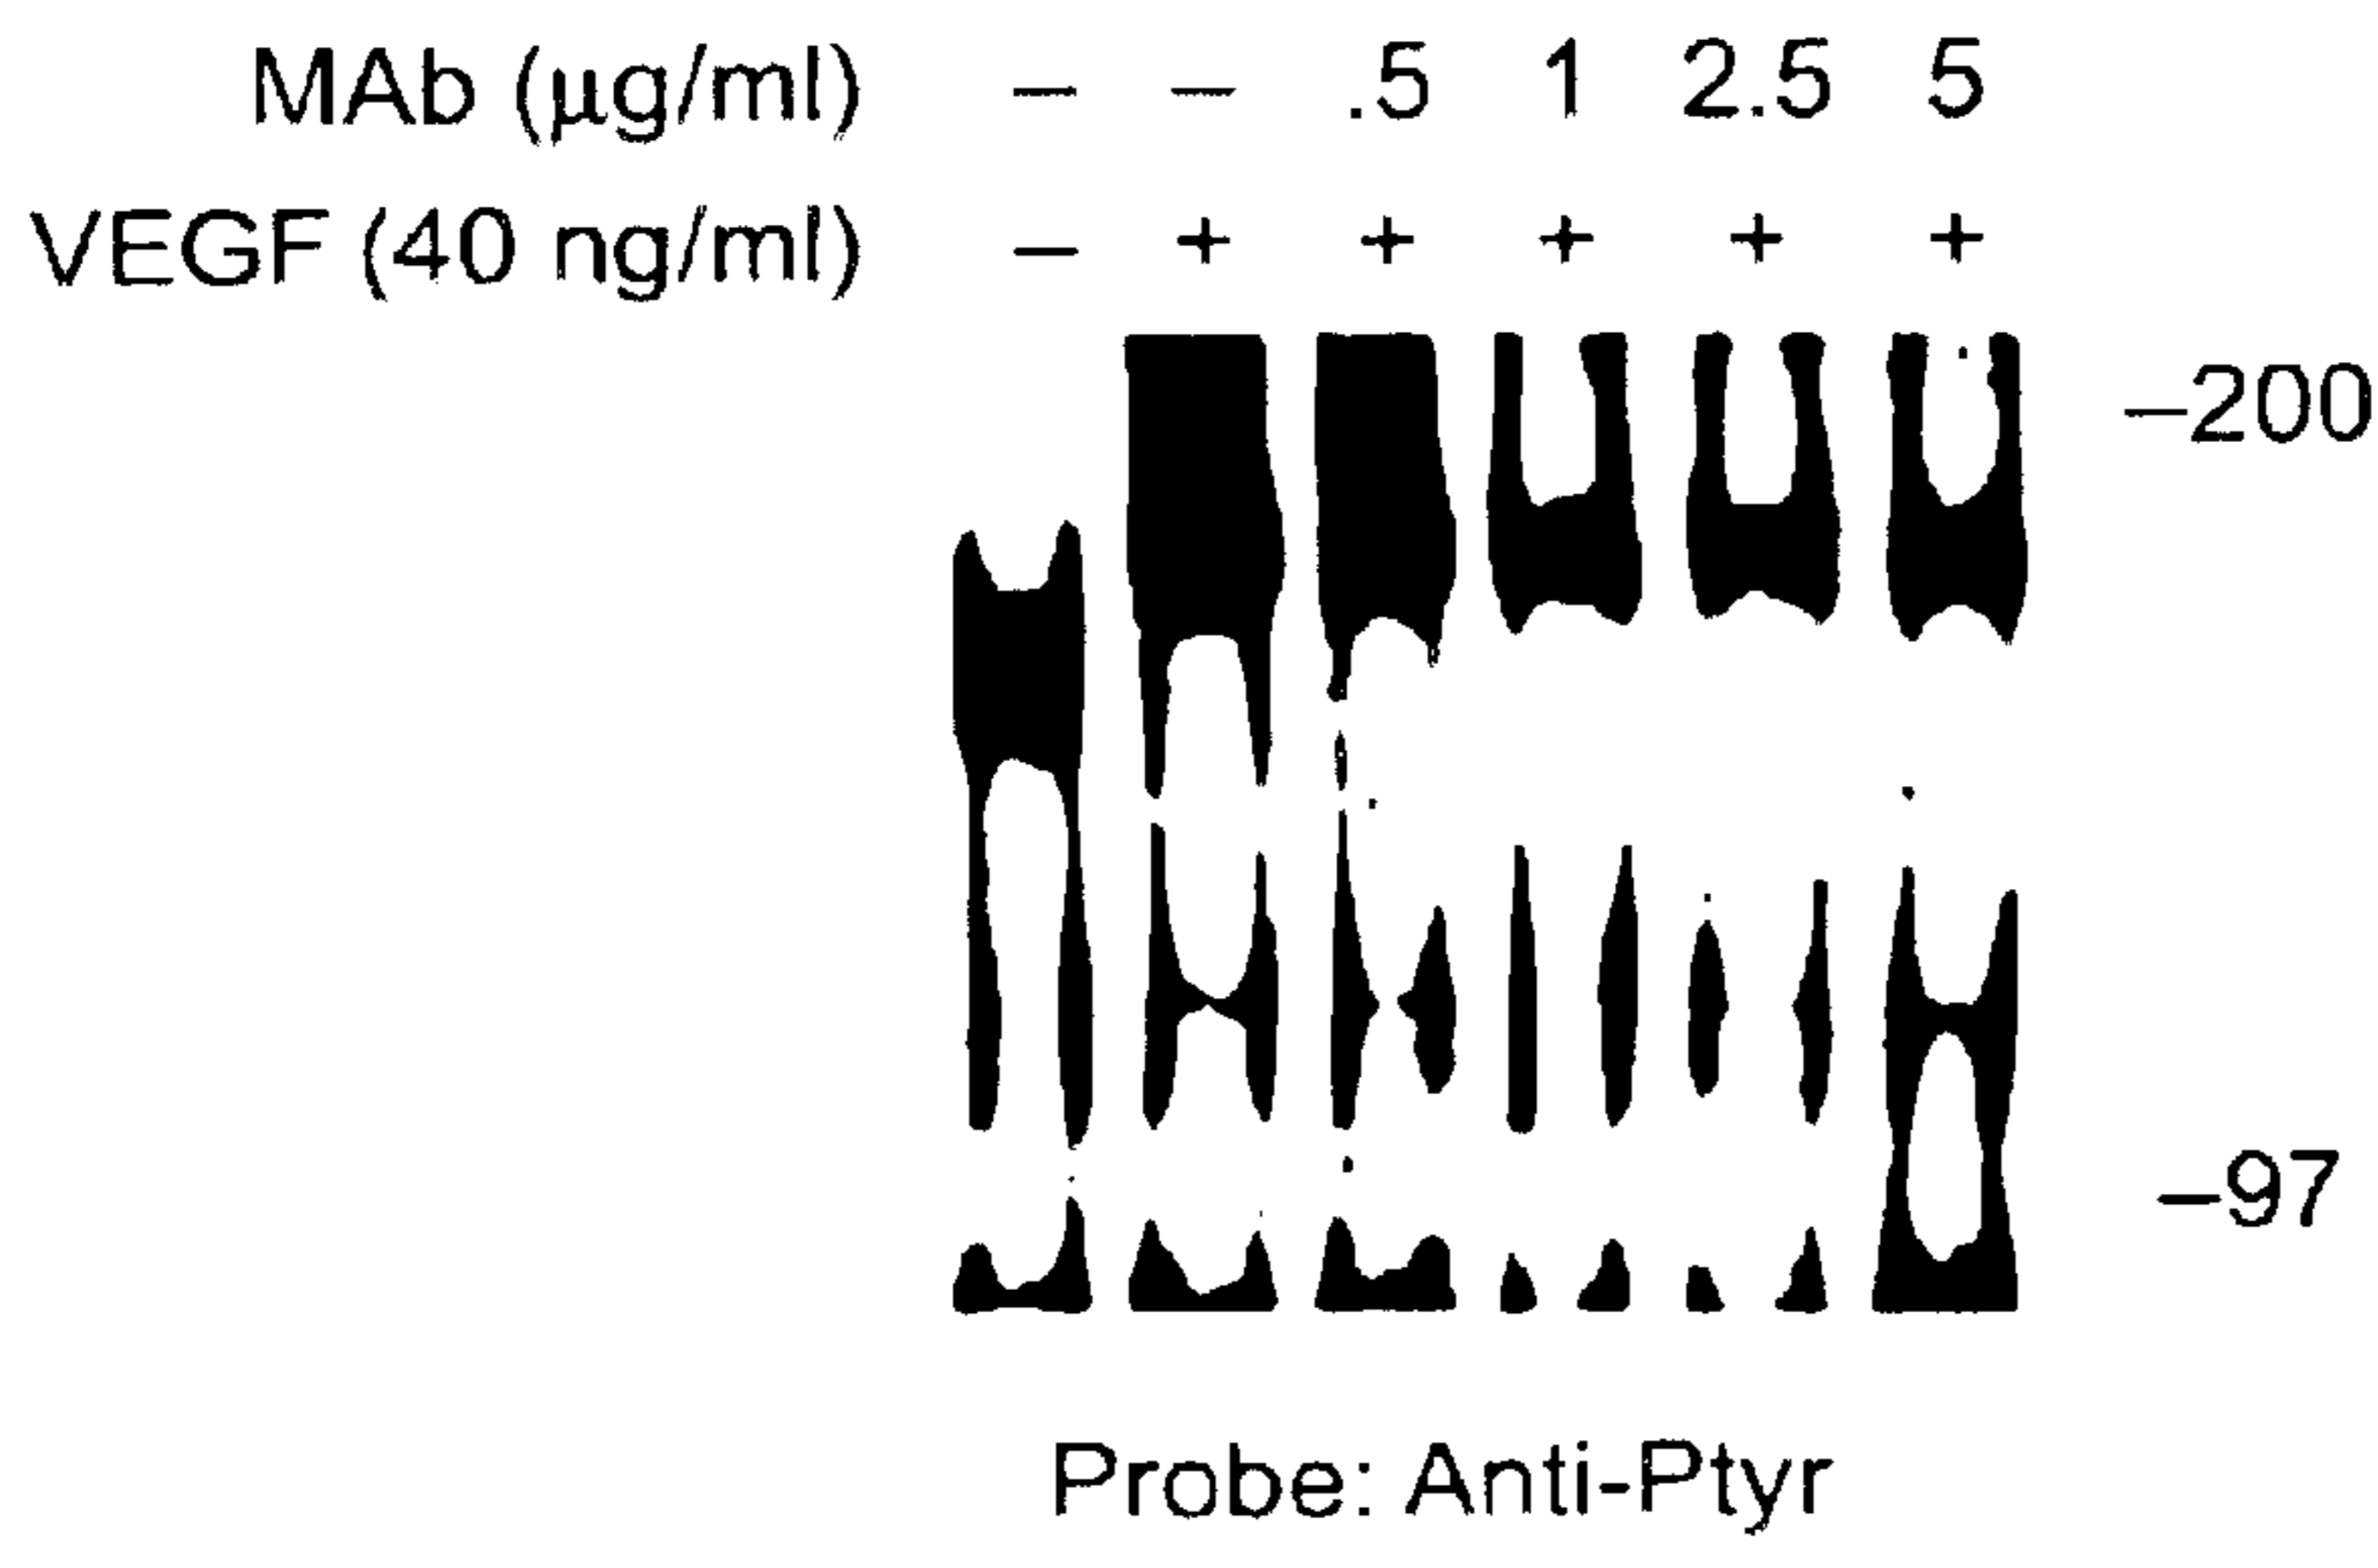 MAb (µg/ml) – – .5 1 2.5 5
VEGF (40 ng/ml) – + + + + +
–200
–97
Probe: Anti-Ptyr